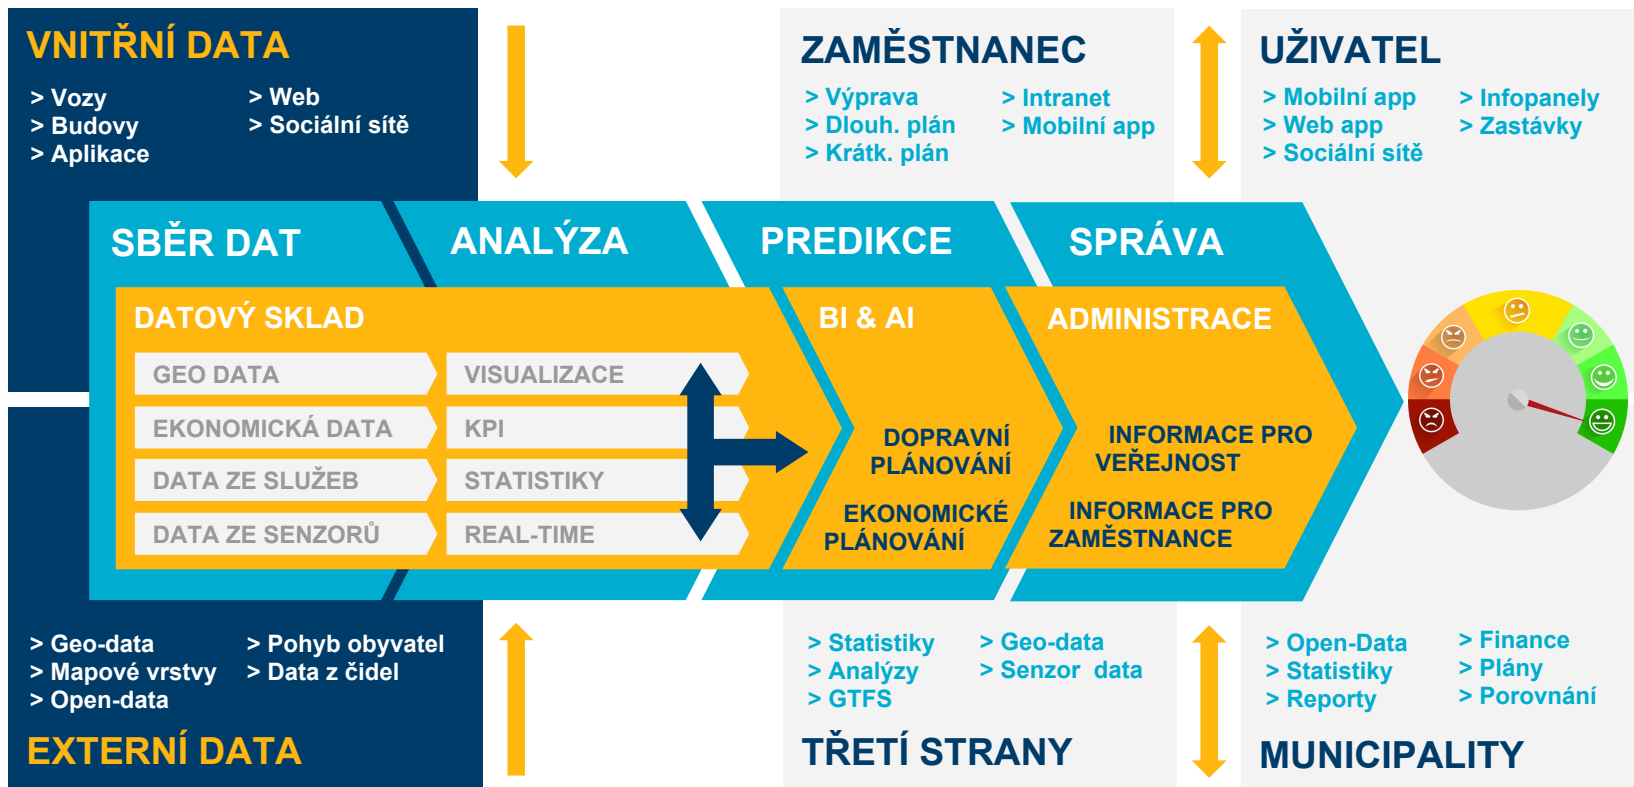 VNITŘNÍ DATA
> Vozy
> Budovy
> Aplikace
> Web
> Sociální sítě
ZAMĚSTNANEC
> Výprava
> Dlouh. plán
> Krátk. plán
> Intranet
> Mobilní app
UŽIVATEL
> Mobilní app
> Web app
> Sociální sítě
> Infopanely
> Zastávky
SBĚR DAT
ANALÝZA
PREDIKCE
SPRÁVA
DATOVÝ SKLAD
GEO DATA
EKONOMICKÁ DATA
DATA ZE SLUŽEB
DATA ZE SENZORŮ
VISUALIZACE
KPI
STATISTIKY
REAL-TIME
BI & AI
DOPRAVNÍ
PLÁNOVÁNÍ
EKONOMICKÉ
PLÁNOVÁNÍ
ADMINISTRACE
INFORMACE PRO
VEŘEJNOST
INFORMACE PRO
ZAMĚSTNANCE
> Geo-data
> Mapové vrstvy
> Open-data
> Pohyb obyvatel
> Data z čidel
EXTERNÍ DATA
> Statistiky
> Analýzy
> GTFS
> Geo-data
> Senzor  data
TŘETÍ STRANY
> Open-Data
> Statistiky
> Reporty
> Finance
> Plány
> Porovnání
MUNICIPALITY